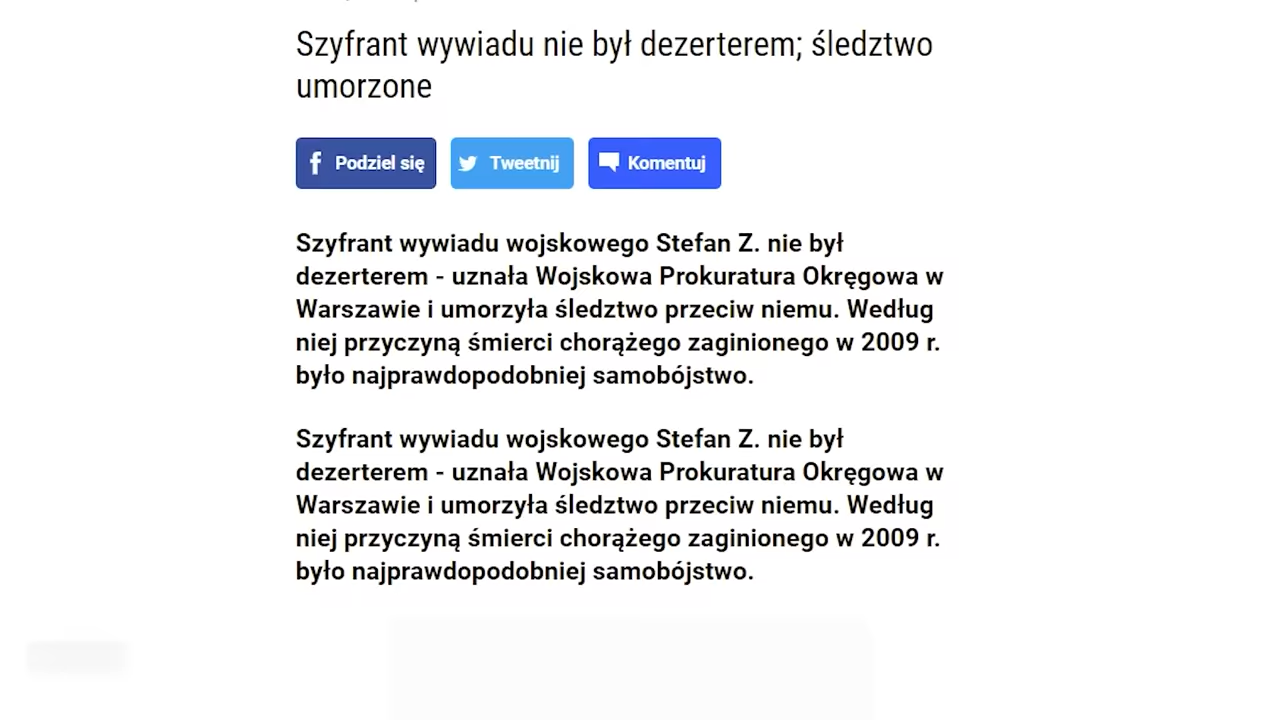 Szyfrant wywiadu nie był dezerterem; śledztwo
umorzone
Podziel się
Tweetnij
Komentuj
Szyfrant wywiadu wojskowego Stefan Z. nie był
dezerterem - uznała Wojskowa Prokuratura Okręgowa w
Warszawie i umorzyła śledztwo przeciw niemu. Według
niej przyczyną śmierci chorążego zaginionego w 2009 r.
było najprawdopodobniej samobójstwo.
Szyfrant wywiadu wojskowego Stefan Z. nie był
dezerterem - uznała Wojskowa Prokuratura Okręgowa w
Warszawie i umorzyła śledztwo przeciw niemu. Według
niej przyczyną śmierci chorążego zaginionego w 2009 r.
było najprawdopodobniej samobójstwo.